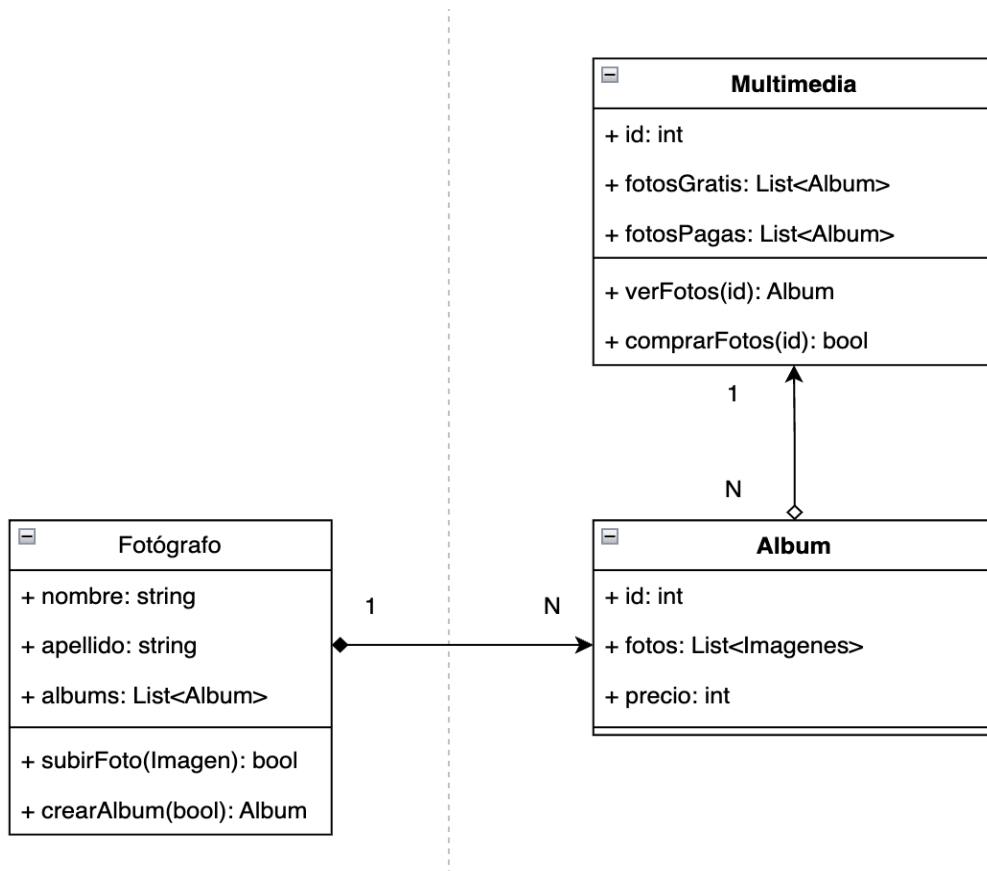 Multimedia
+ id: int
+ fotosGratis: List<Album>
+ fotosPagas: List<Album>
+ verFotos(id): Album
+ comprarFotos(id): bool
1
N
Fotógrafo
+ nombre: string
+ apellido: string
+ albums: List<Album>
+ subirFoto(Imagen): bool
+ crearAlbum(bool): Album
1
N
Album
+ id: int
+ fotos: List<Imagenes>
+ precio: int